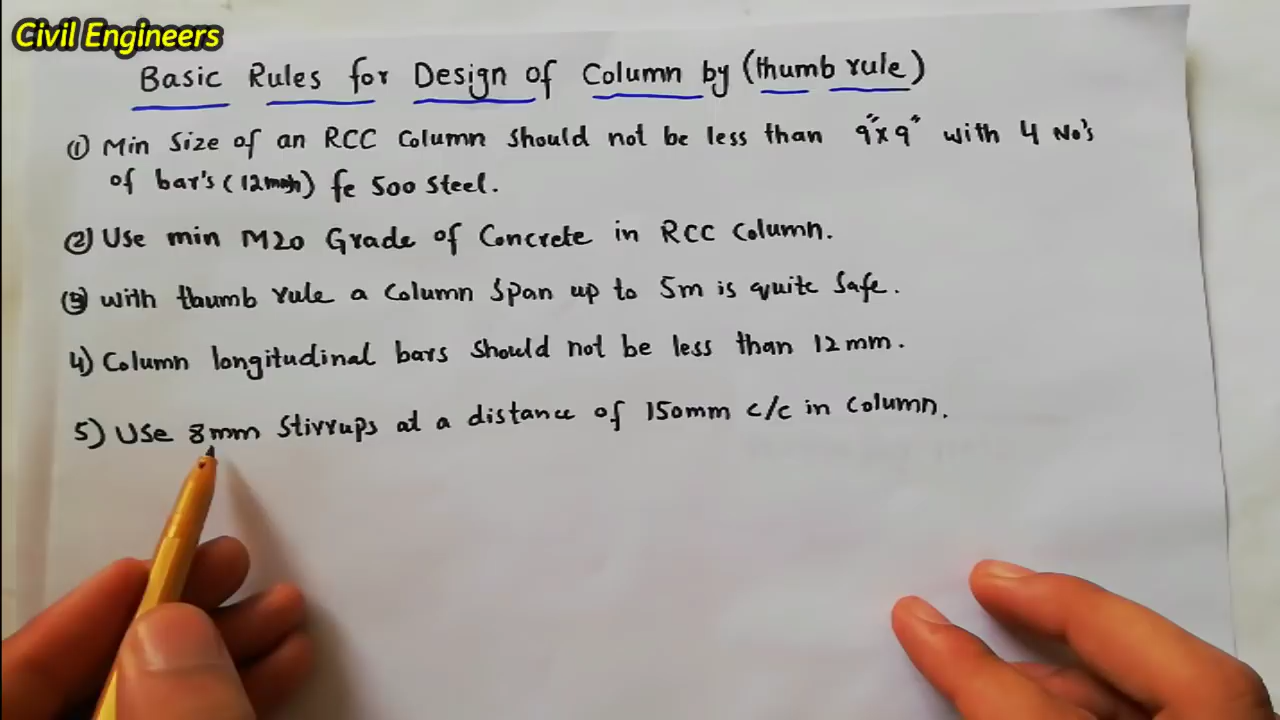 Civil Engineers
Basic Rules for Design of Column by (thumb rule)
① Min Size of an RCC Column Should not be less than 9"x9" with 4 No's
of bar's (12mm) fe 500 Steel.
② Use min M20 Grade of Concrete in RCC Column.
③ with thumb rule a Column Span up to 5m is quite Safe.
4) Column longitudinal bars Should not be less than 12mm.
5) Use 8mm Stirrups at a distance of 150mm c/c in Column.